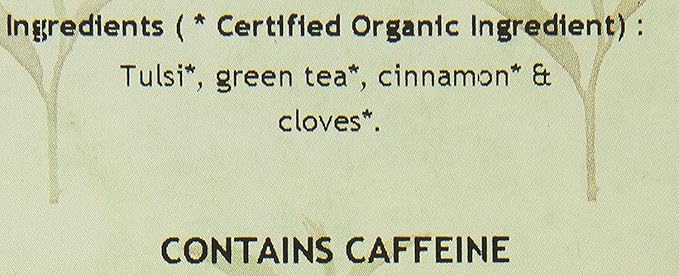 Ingredients ( * Certified Organic Ingredient) :
Tulsi*, green tea*, cinnamon* &
cloves*.
CONTAINS CAFFEINE